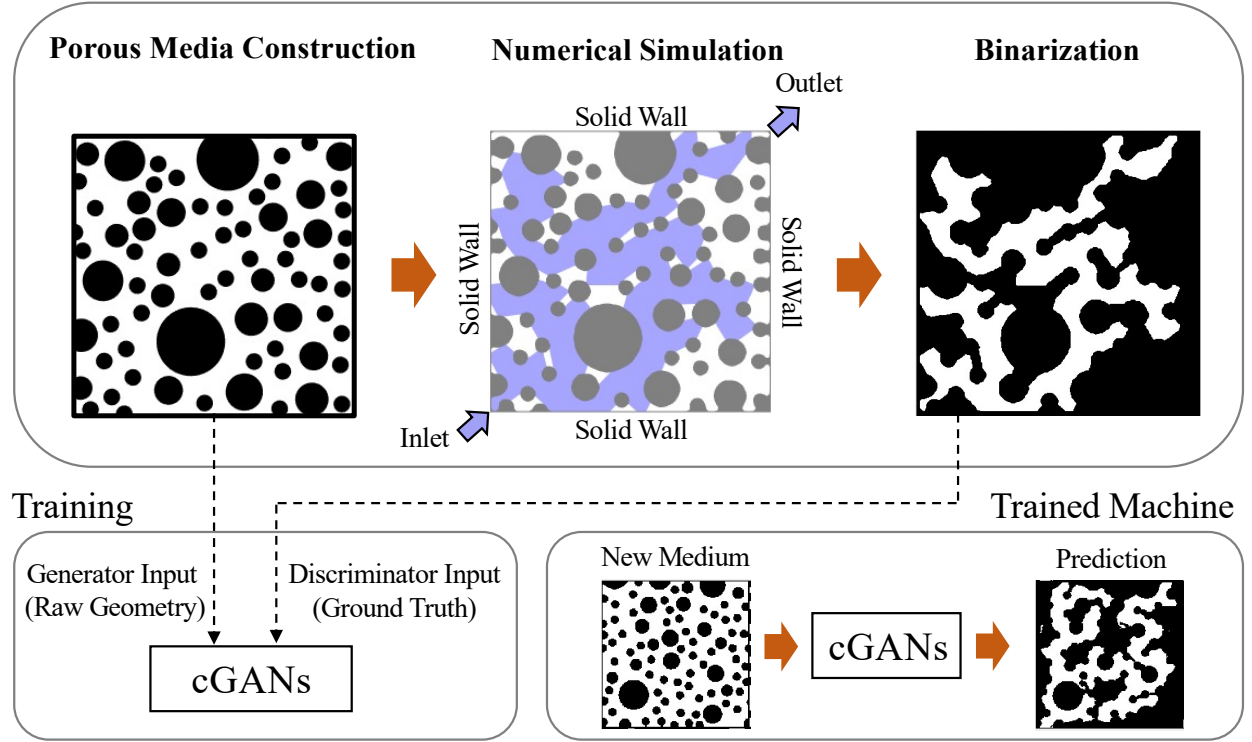 Porous Media Construction
Numerical Simulation
Binarization
Outlet
Solid Wall
Solid Wall
Solid Wall
Inlet
Solid Wall
Training
Trained Machine
Generator Input
(Raw Geometry)
Discriminator Input
(Ground Truth)
cGANs
New Medium
cGANs
Prediction